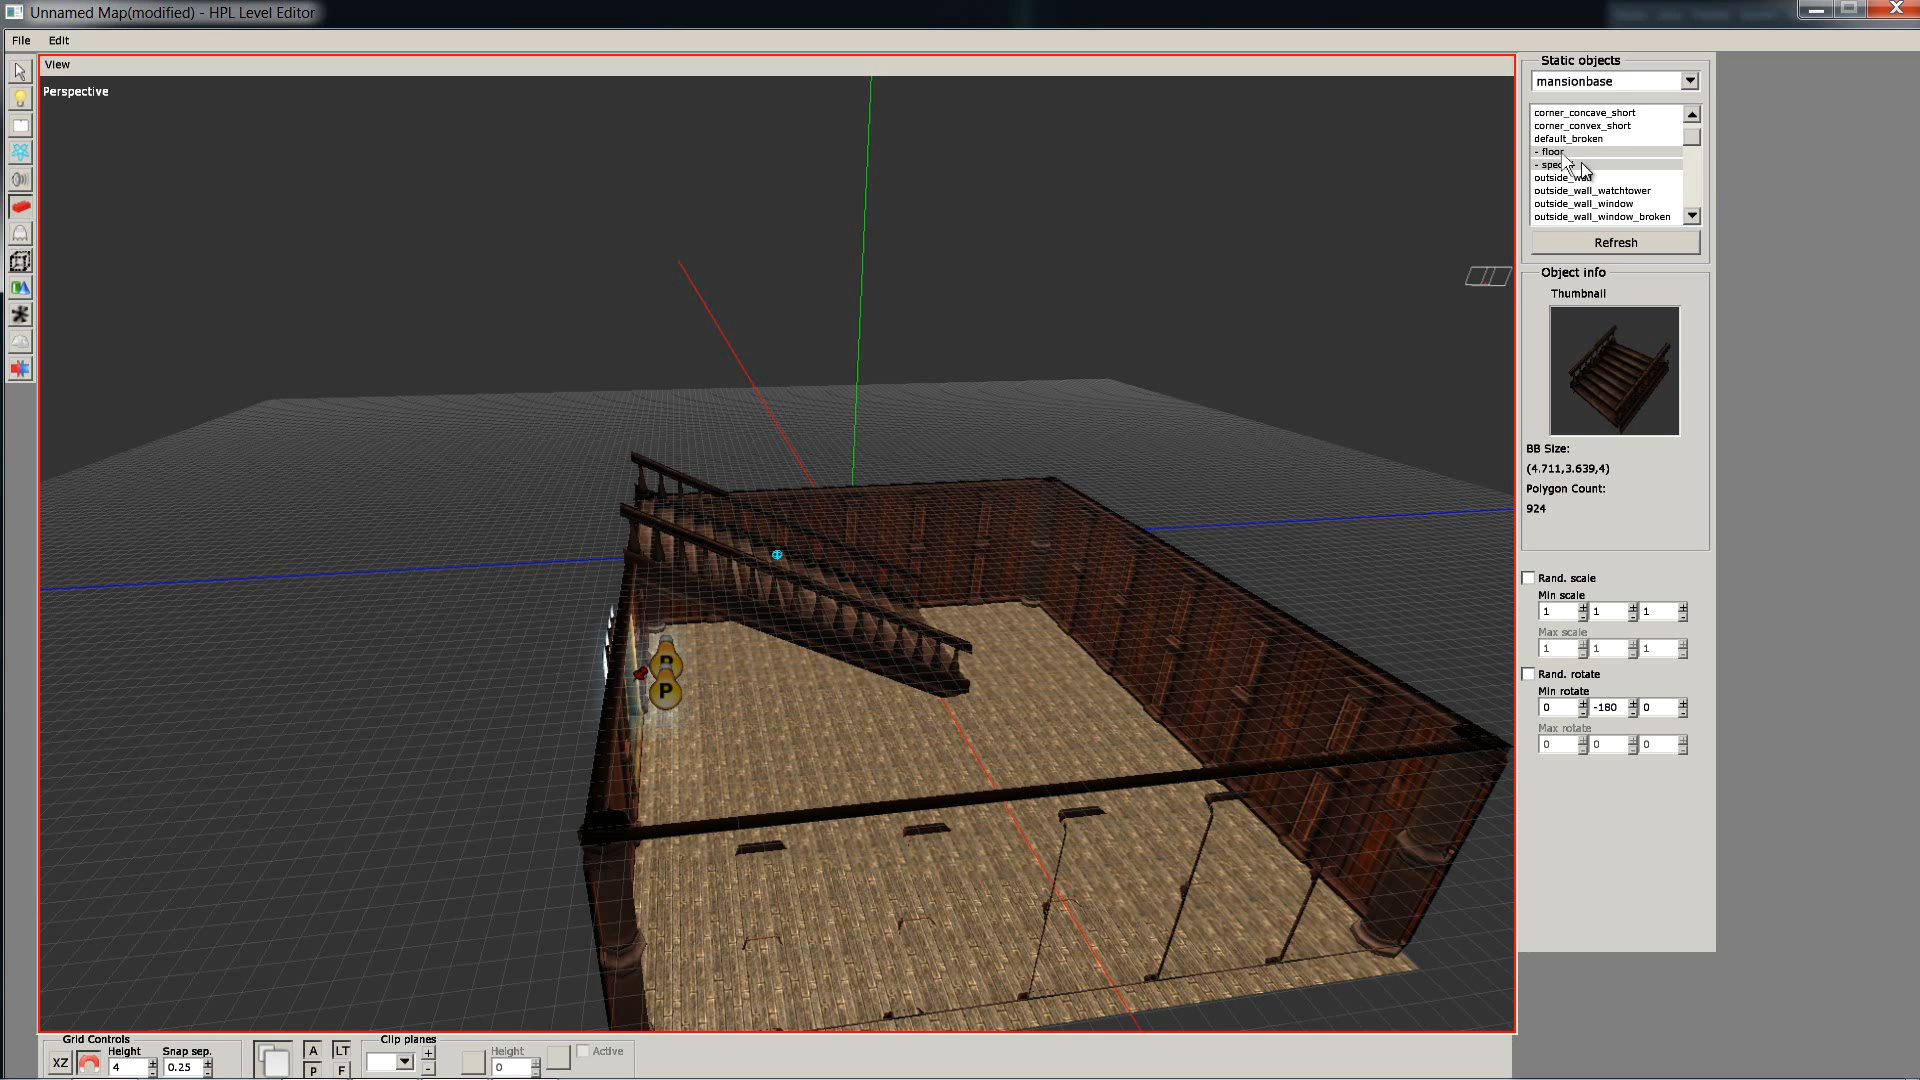 Unnamed Map(modified) - HPL Level Editor
File Edit
View
Perspective
Static objects
mansionbase
corner_concave_short
corner_convex_short
default_broken
- floor
outside_wall_watchtower
outside_wall_window
outside_wall_window_broken
Refresh
Object info
Thumbnail
BB Size:
(4.711,3.639,4)
Polygon Count:
924
Rand. scale
Min scale
1 1 1
Max scale
1 1 1
Rand. rotate
Min rotate
0 -180 0
Max rotate
0 0 0
P
P
Grid Controls
XZ
Height
4
Snap sep.
0.25
A LT
P F
Clip planes
+
-
Height
0
Active